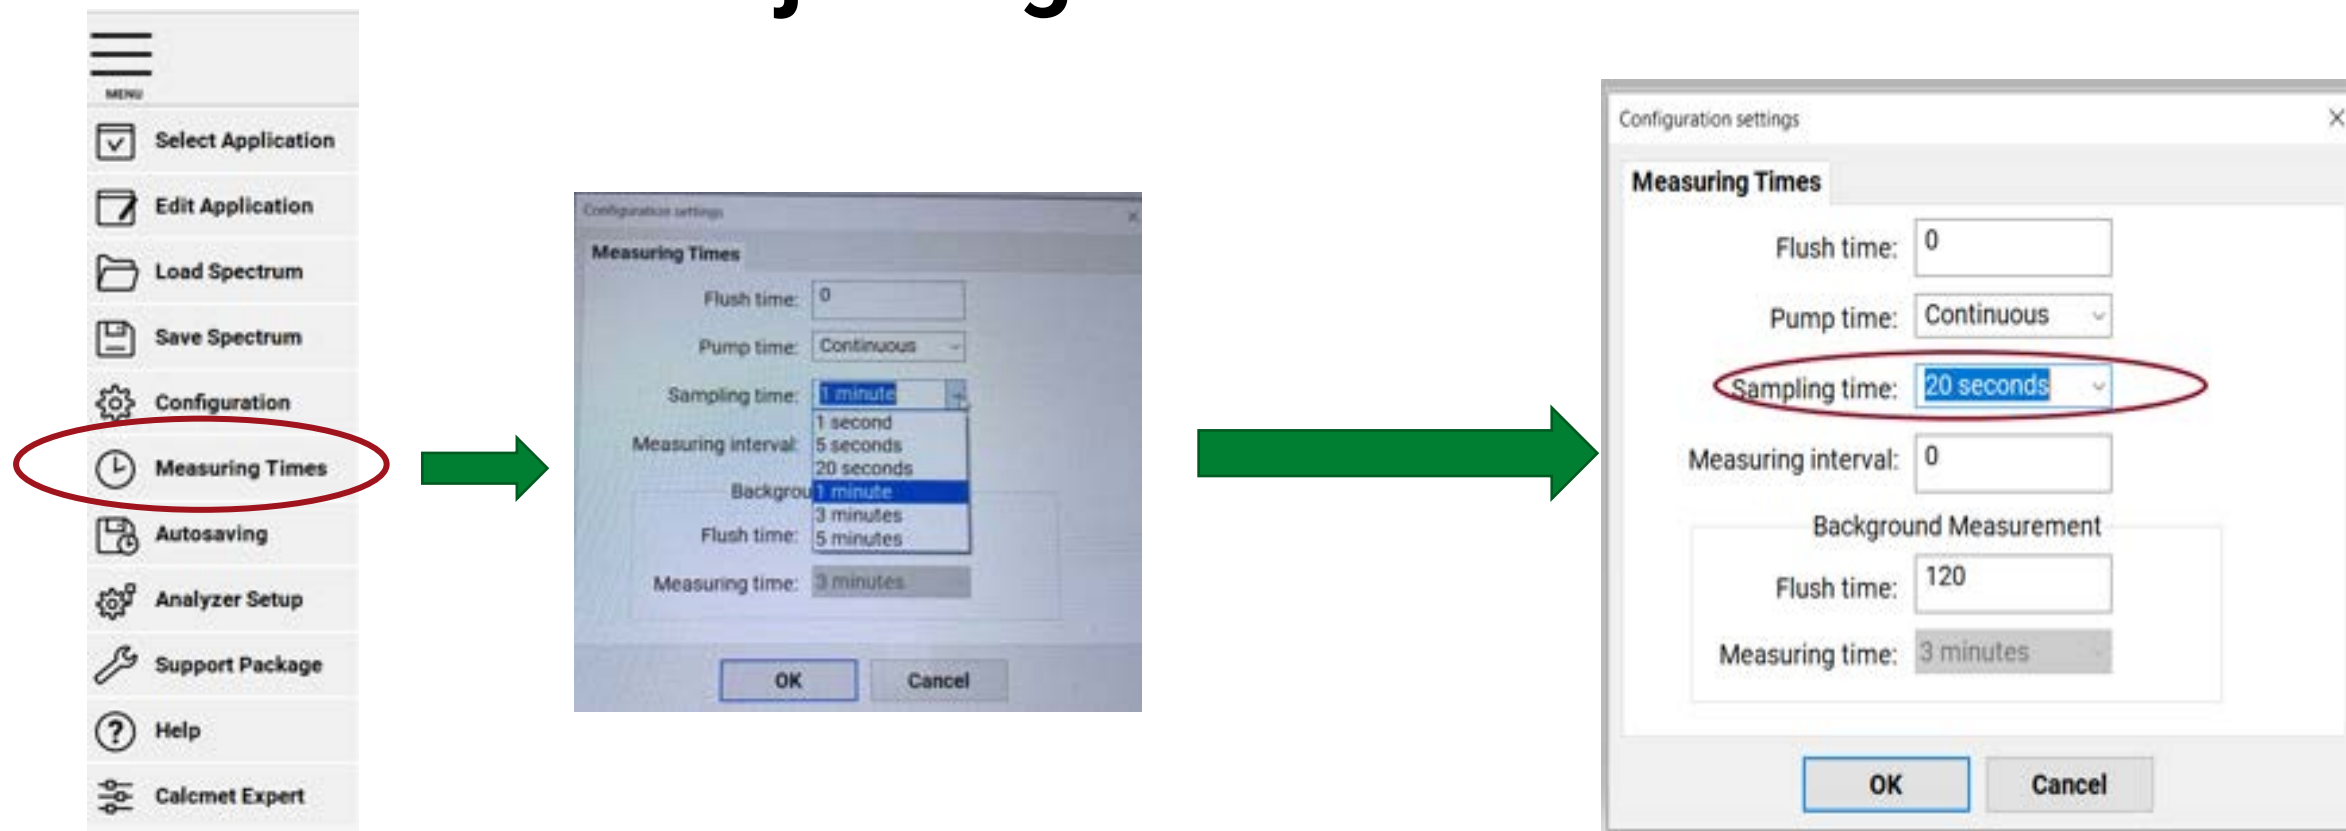 MENU
Select Application
Edit Application
Load Spectrum
Save Spectrum
Configuration
Measuring Times
Autosaving
Analyzer Setup
Support Package
Help
Calcmet Expert
Configuration settings
Measuring Times
Flush time: 0
Pump time: Continuous
Sampling time: 1 minute
1 second
Measuring interval: 5 seconds
20 seconds
Backgrou 1 minute
3 minutes
Flush time: 5 minutes
Measuring time: 3 minutes
OK Cancel
Configuration settings
Measuring Times
Flush time: 0
Pump time: Continuous
Sampling time: 20 seconds
Measuring interval: 0
Background Measurement
Flush time: 120
Measuring time: 3 minutes
OK Cancel